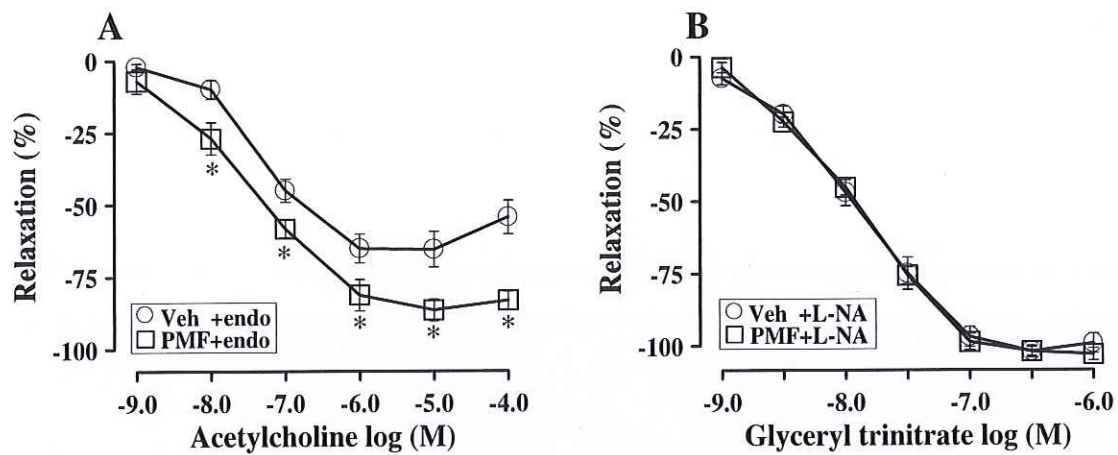 A
0
-25
-50
-75
-100
Relaxation (%)
*
*
*
*
*
Veh +endo
PMF+endo
-9.0 -8.0 -7.0 -6.0 -5.0 -4.0
Acetylcholine log (M)
B
0
-25
-50
-75
-100
Relaxation (%)
Veh +L-NA
PMF+L-NA
-9.0 -8.0 -7.0 -6.0
Glyceryl trinitrate log (M)